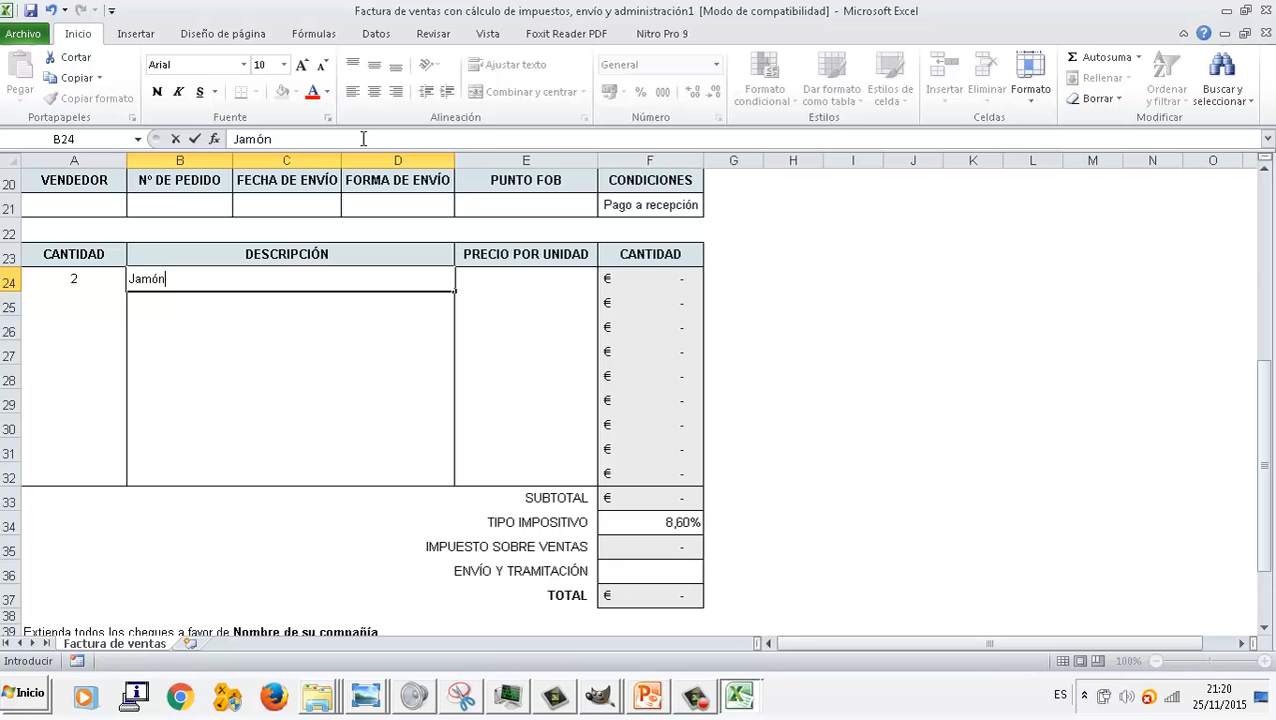 Factura de ventas con cálculo de impuestos, envío y administración1 [Modo de compatibilidad] - Microsoft Excel
Archivo Inicio Insertar Diseño de página Fórmulas Datos Revisar Vista Foxit Reader PDF Nitro Pro 9
Pegar
Cortar
Copiar
Copiar formato
Portapapeles
Arial 10
N K S
Fuente
Ajustar texto
Combinar y centrar
Alineación
General
% 000
Número
Formato condicional
Dar formato como tabla
Estilos de celda
Estilos
Insertar Eliminar Formato
Celdas
Autosuma
Rellenar
Borrar
Ordenar y filtrar
Buscar y seleccionar
Modificar
B24 fx Jamón
A B C D E F G H I J K L M N O
20 VENDEDOR Nº DE PEDIDO FECHA DE ENVÍO FORMA DE ENVÍO PUNTO FOB CONDICIONES
21 Pago a recepción
22
23 CANTIDAD DESCRIPCIÓN PRECIO POR UNIDAD CANTIDAD
24 2 Jamón € -
25 € -
26 € -
27 € -
28 € -
29 € -
30 € -
31 € -
32 € -
33 SUBTOTAL € -
34 TIPO IMPOSITIVO 8,60%
35 IMPUESTO SOBRE VENTAS -
36 ENVÍO Y TRAMITACIÓN
37 TOTAL € -
38
39 Extienda todos los cheques a favor de Nombre de su compañía
Factura de ventas
Introducir 100%
Inicio ES 21:20
25/11/2015